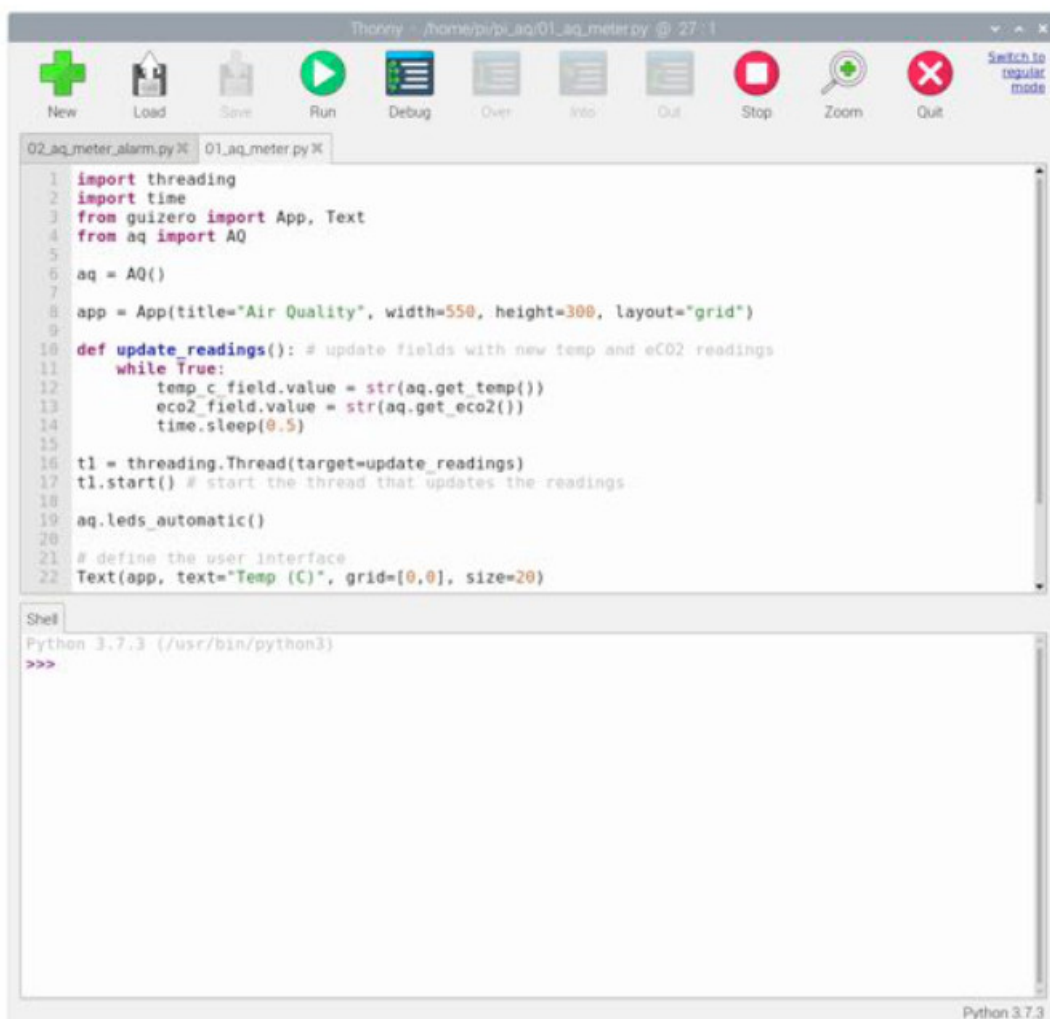 Thonny - /home/pi/pi_aq/01_aq_meter.py @ 27 : 1
New Load Save Run Debug Over Into Out Stop Zoom Quit
Switch to
regular
mode
02_aq_meter_alarm.py 01_aq_meter.py
1 import threading
2 import time
3 from guizero import App, Text
4 from aq import AQ
5
6 aq = AQ()
7
8 app = App(title="Air Quality", width=550, height=300, layout="grid")
9
10 def update_readings(): # update fields with new temp and eCO2 readings
11     while True:
12         temp_c_field.value = str(aq.get_temp())
13         eco2_field.value = str(aq.get_eco2())
14         time.sleep(0.5)
15
16 t1 = threading.Thread(target=update_readings)
17 t1.start() # start the thread that updates the readings
18
19 aq.leds_automatic()
20
21 # define the user interface
22 Text(app, text="Temp (C)", grid=[0,0], size=20)
Shell
Python 3.7.3 (/usr/bin/python3)
>>>
Python 3.7.3